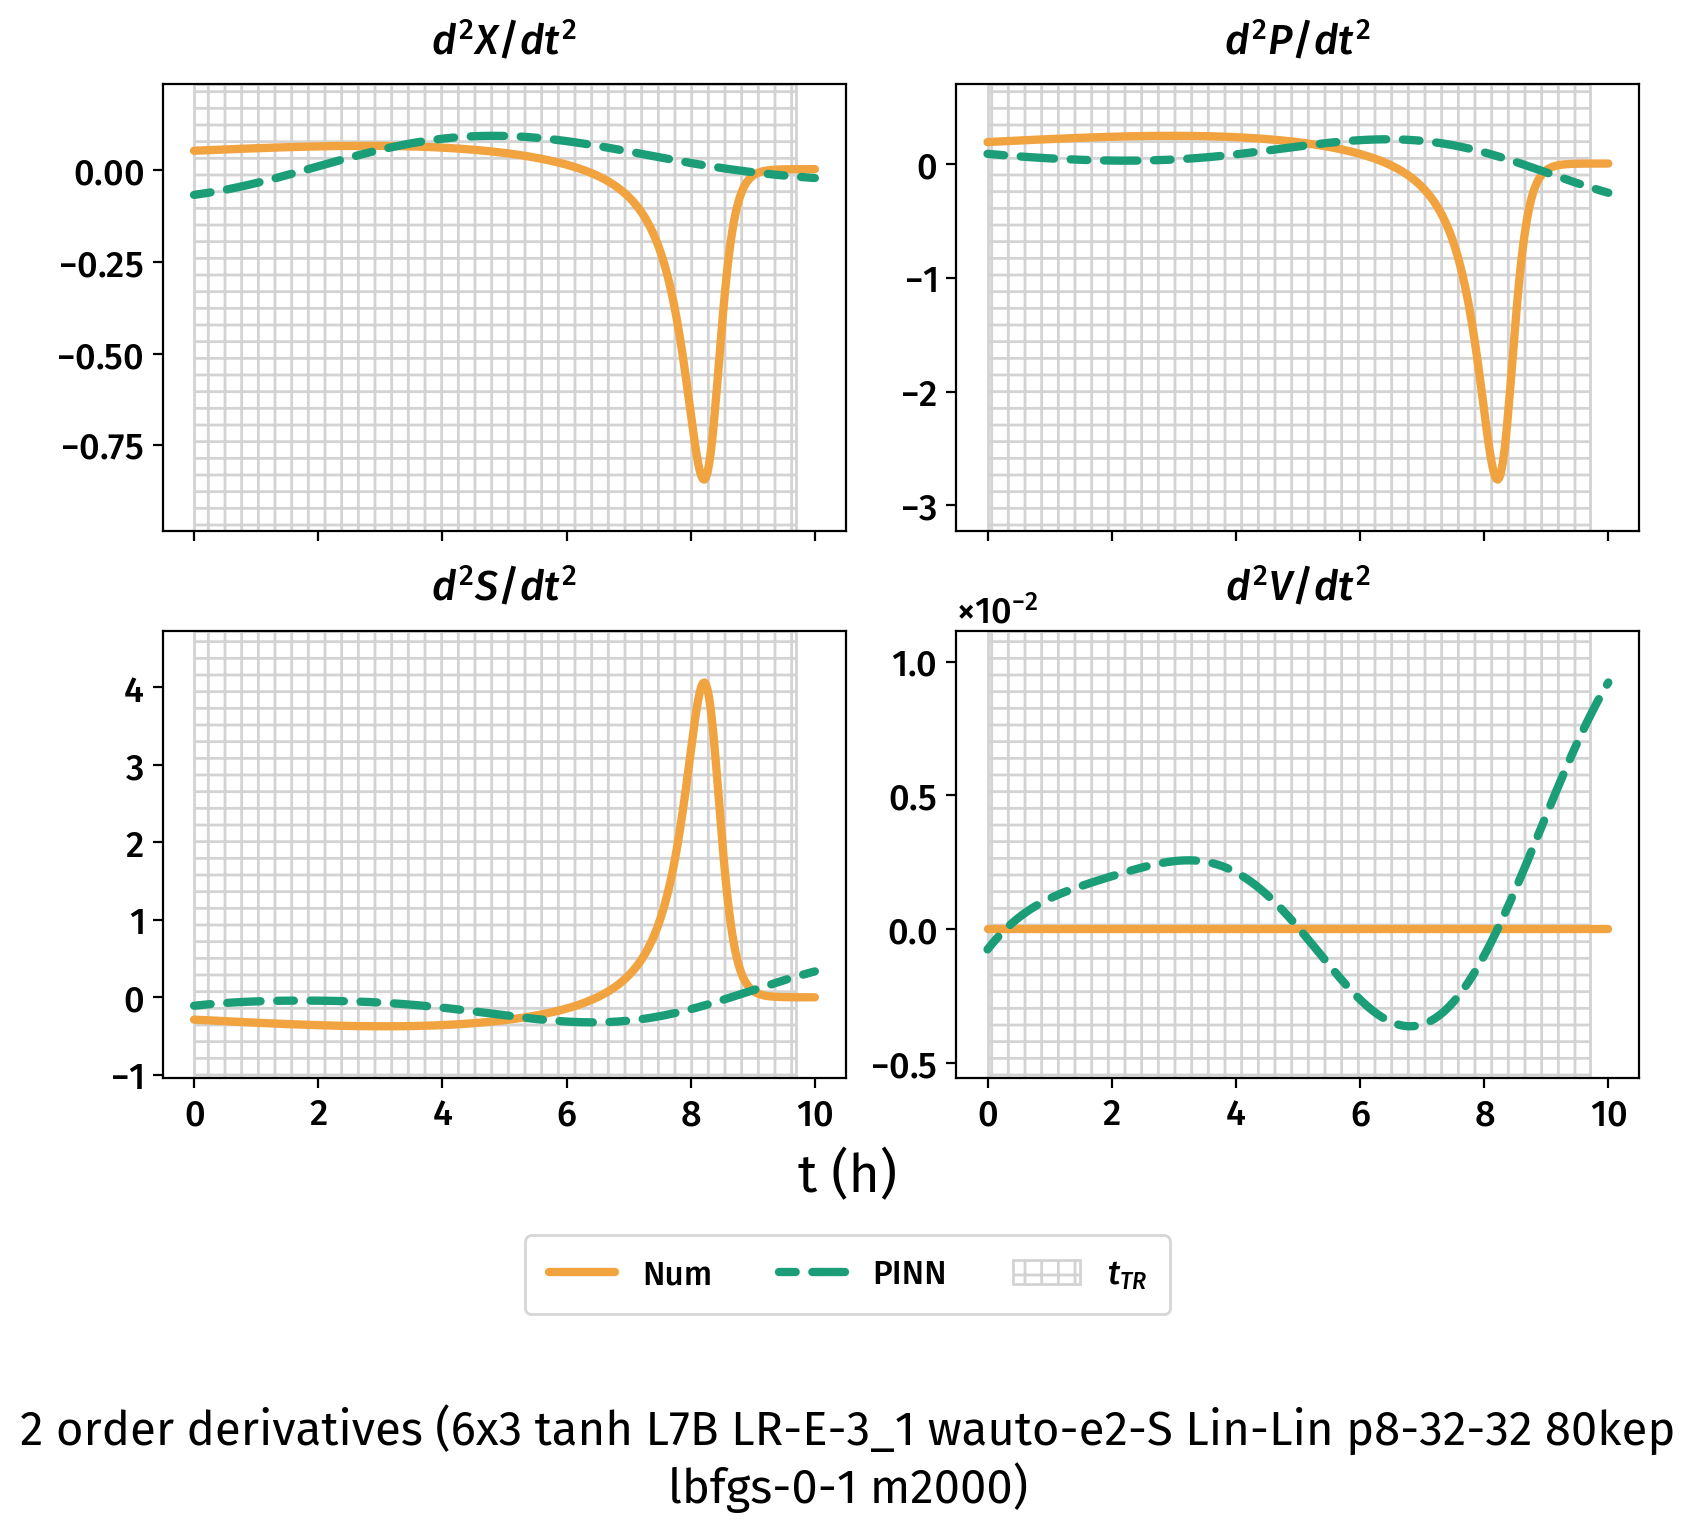 d²X/dt²
d²P/dt²
0.00
−0.25
−0.50
−0.75
0
−1
−2
−3
d²S/dt²
d²V/dt²
×10⁻²
4
3
2
1
0
−1
1.0
0.5
0.0
−0.5
0 2 4 6 8 10
0 2 4 6 8 10
t (h)
Num PINN t_TR
2 order derivatives (6x3 tanh L7B LR-E-3_1 wauto-e2-S Lin-Lin p8-32-32 80kep
lbfgs-0-1 m2000)